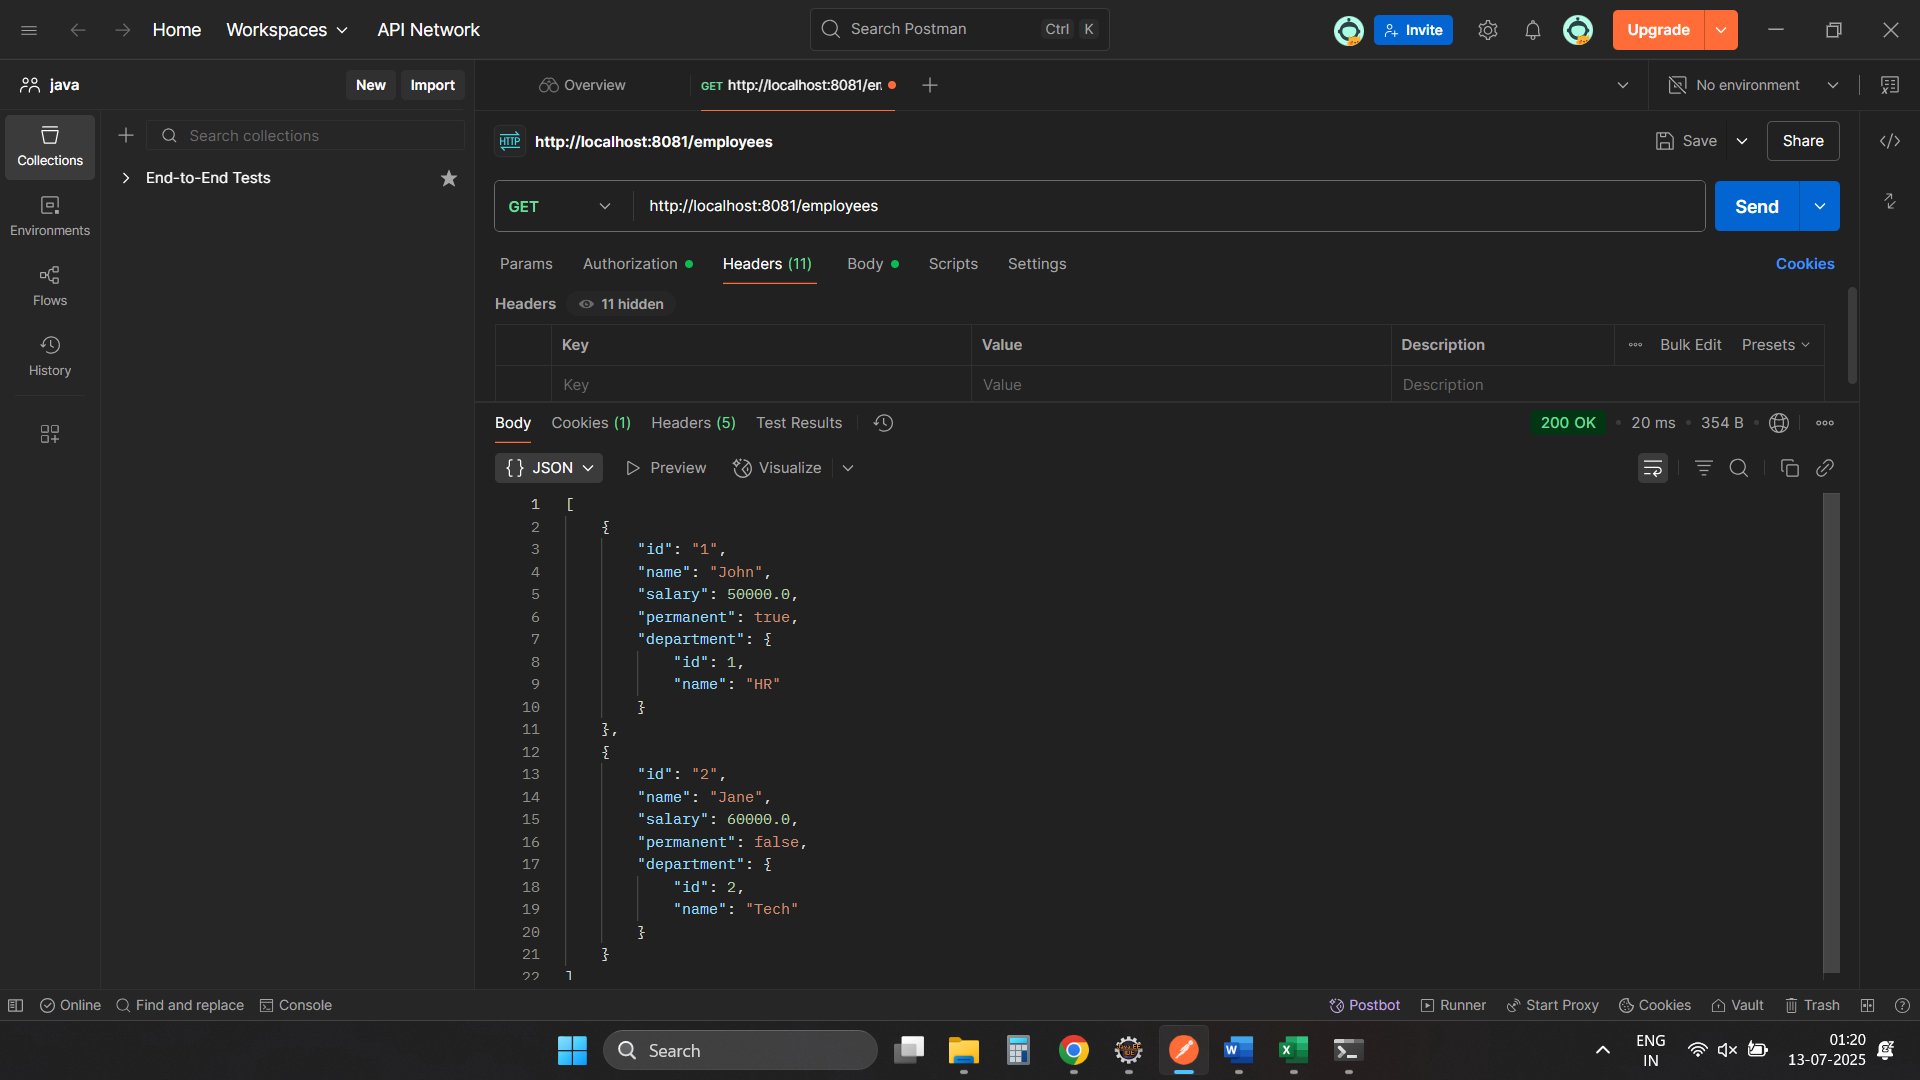 Home Workspaces API Network Search Postman Ctrl K Invite Upgrade
java New Import Overview GET http://localhost:8081/er. No environment
Search collections
Collections
http://localhost:8081/employees Save Share
End-to-End Tests
GET http://localhost:8081/employees Send
Environments
Params Authorization Headers (11) Body Scripts Settings Cookies
Flows
Headers 11 hidden
Key Value Description Bulk Edit Presets
History
Key Value Description
Body Cookies (1) Headers (5) Test Results 200 OK 20 ms 354 B
{} JSON Preview Visualize
1 [
2 {
3 "id": "1",
4 "name": "John",
5 "salary": 50000.0,
6 "permanent": true,
7 "department": {
8 "id": 1,
9 "name": "HR"
10 }
11 },
12 {
13 "id": "2",
14 "name": "Jane",
15 "salary": 60000.0,
16 "permanent": false,
17 "department": {
18 "id": 2,
19 "name": "Tech"
20 }
21 }
22 ]
Online Find and replace Console Postbot Runner Start Proxy Cookies Vault Trash
Search ENG 01:20
IN 13-07-2025